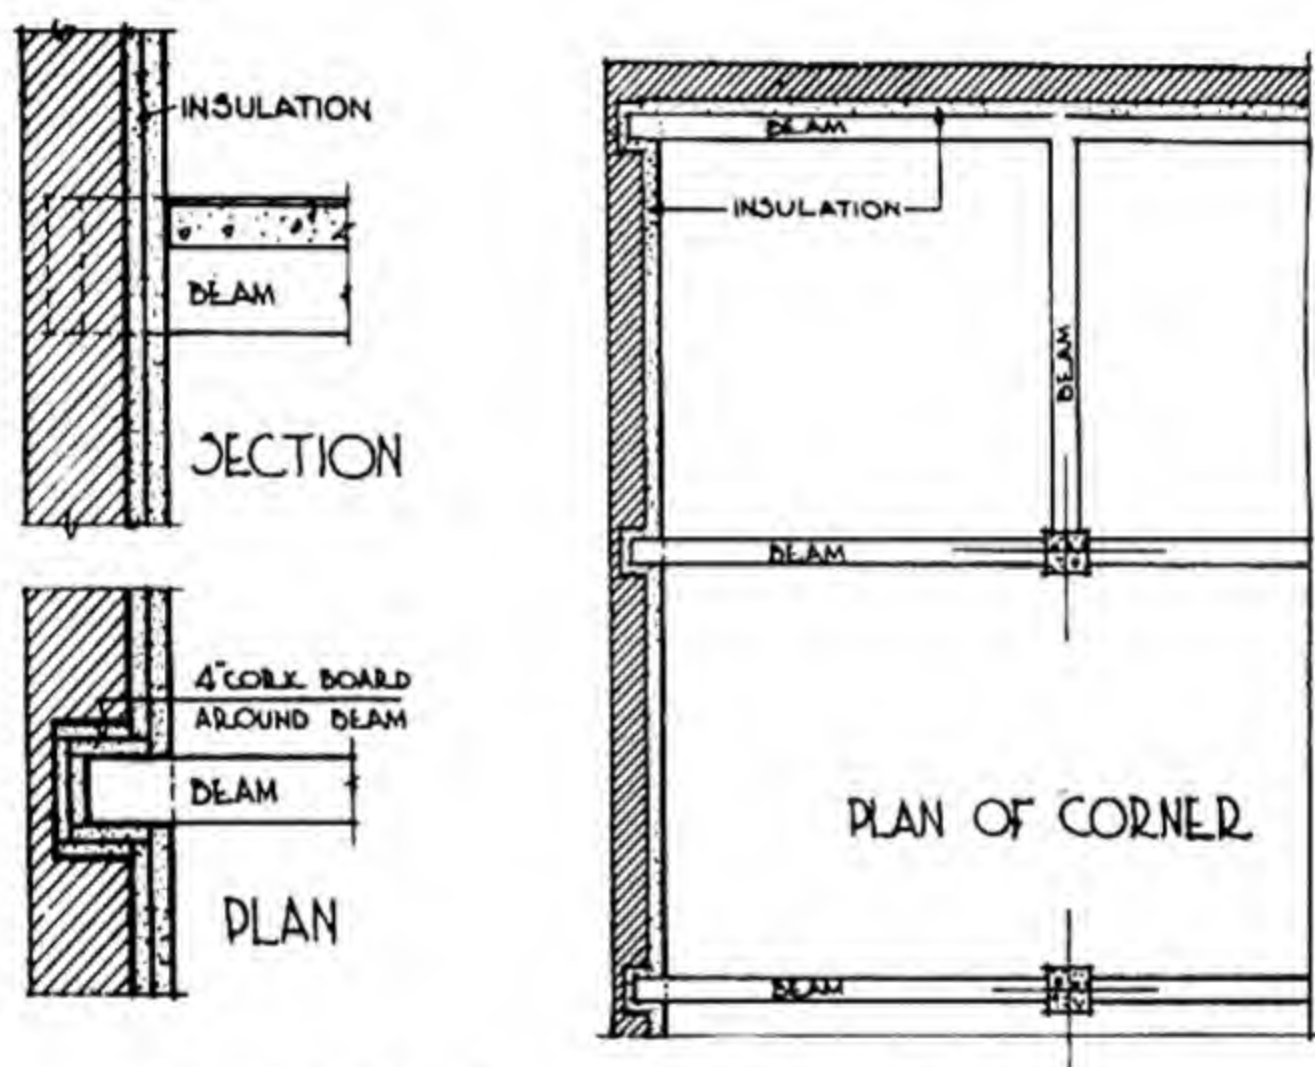 INSULATION
BEAM
SECTION
4" CORK BOARD
AROUND BEAM
BEAM
PLAN
BEAM
INSULATION
BEAM
BEAM
PLAN OF CORNER
BEAM